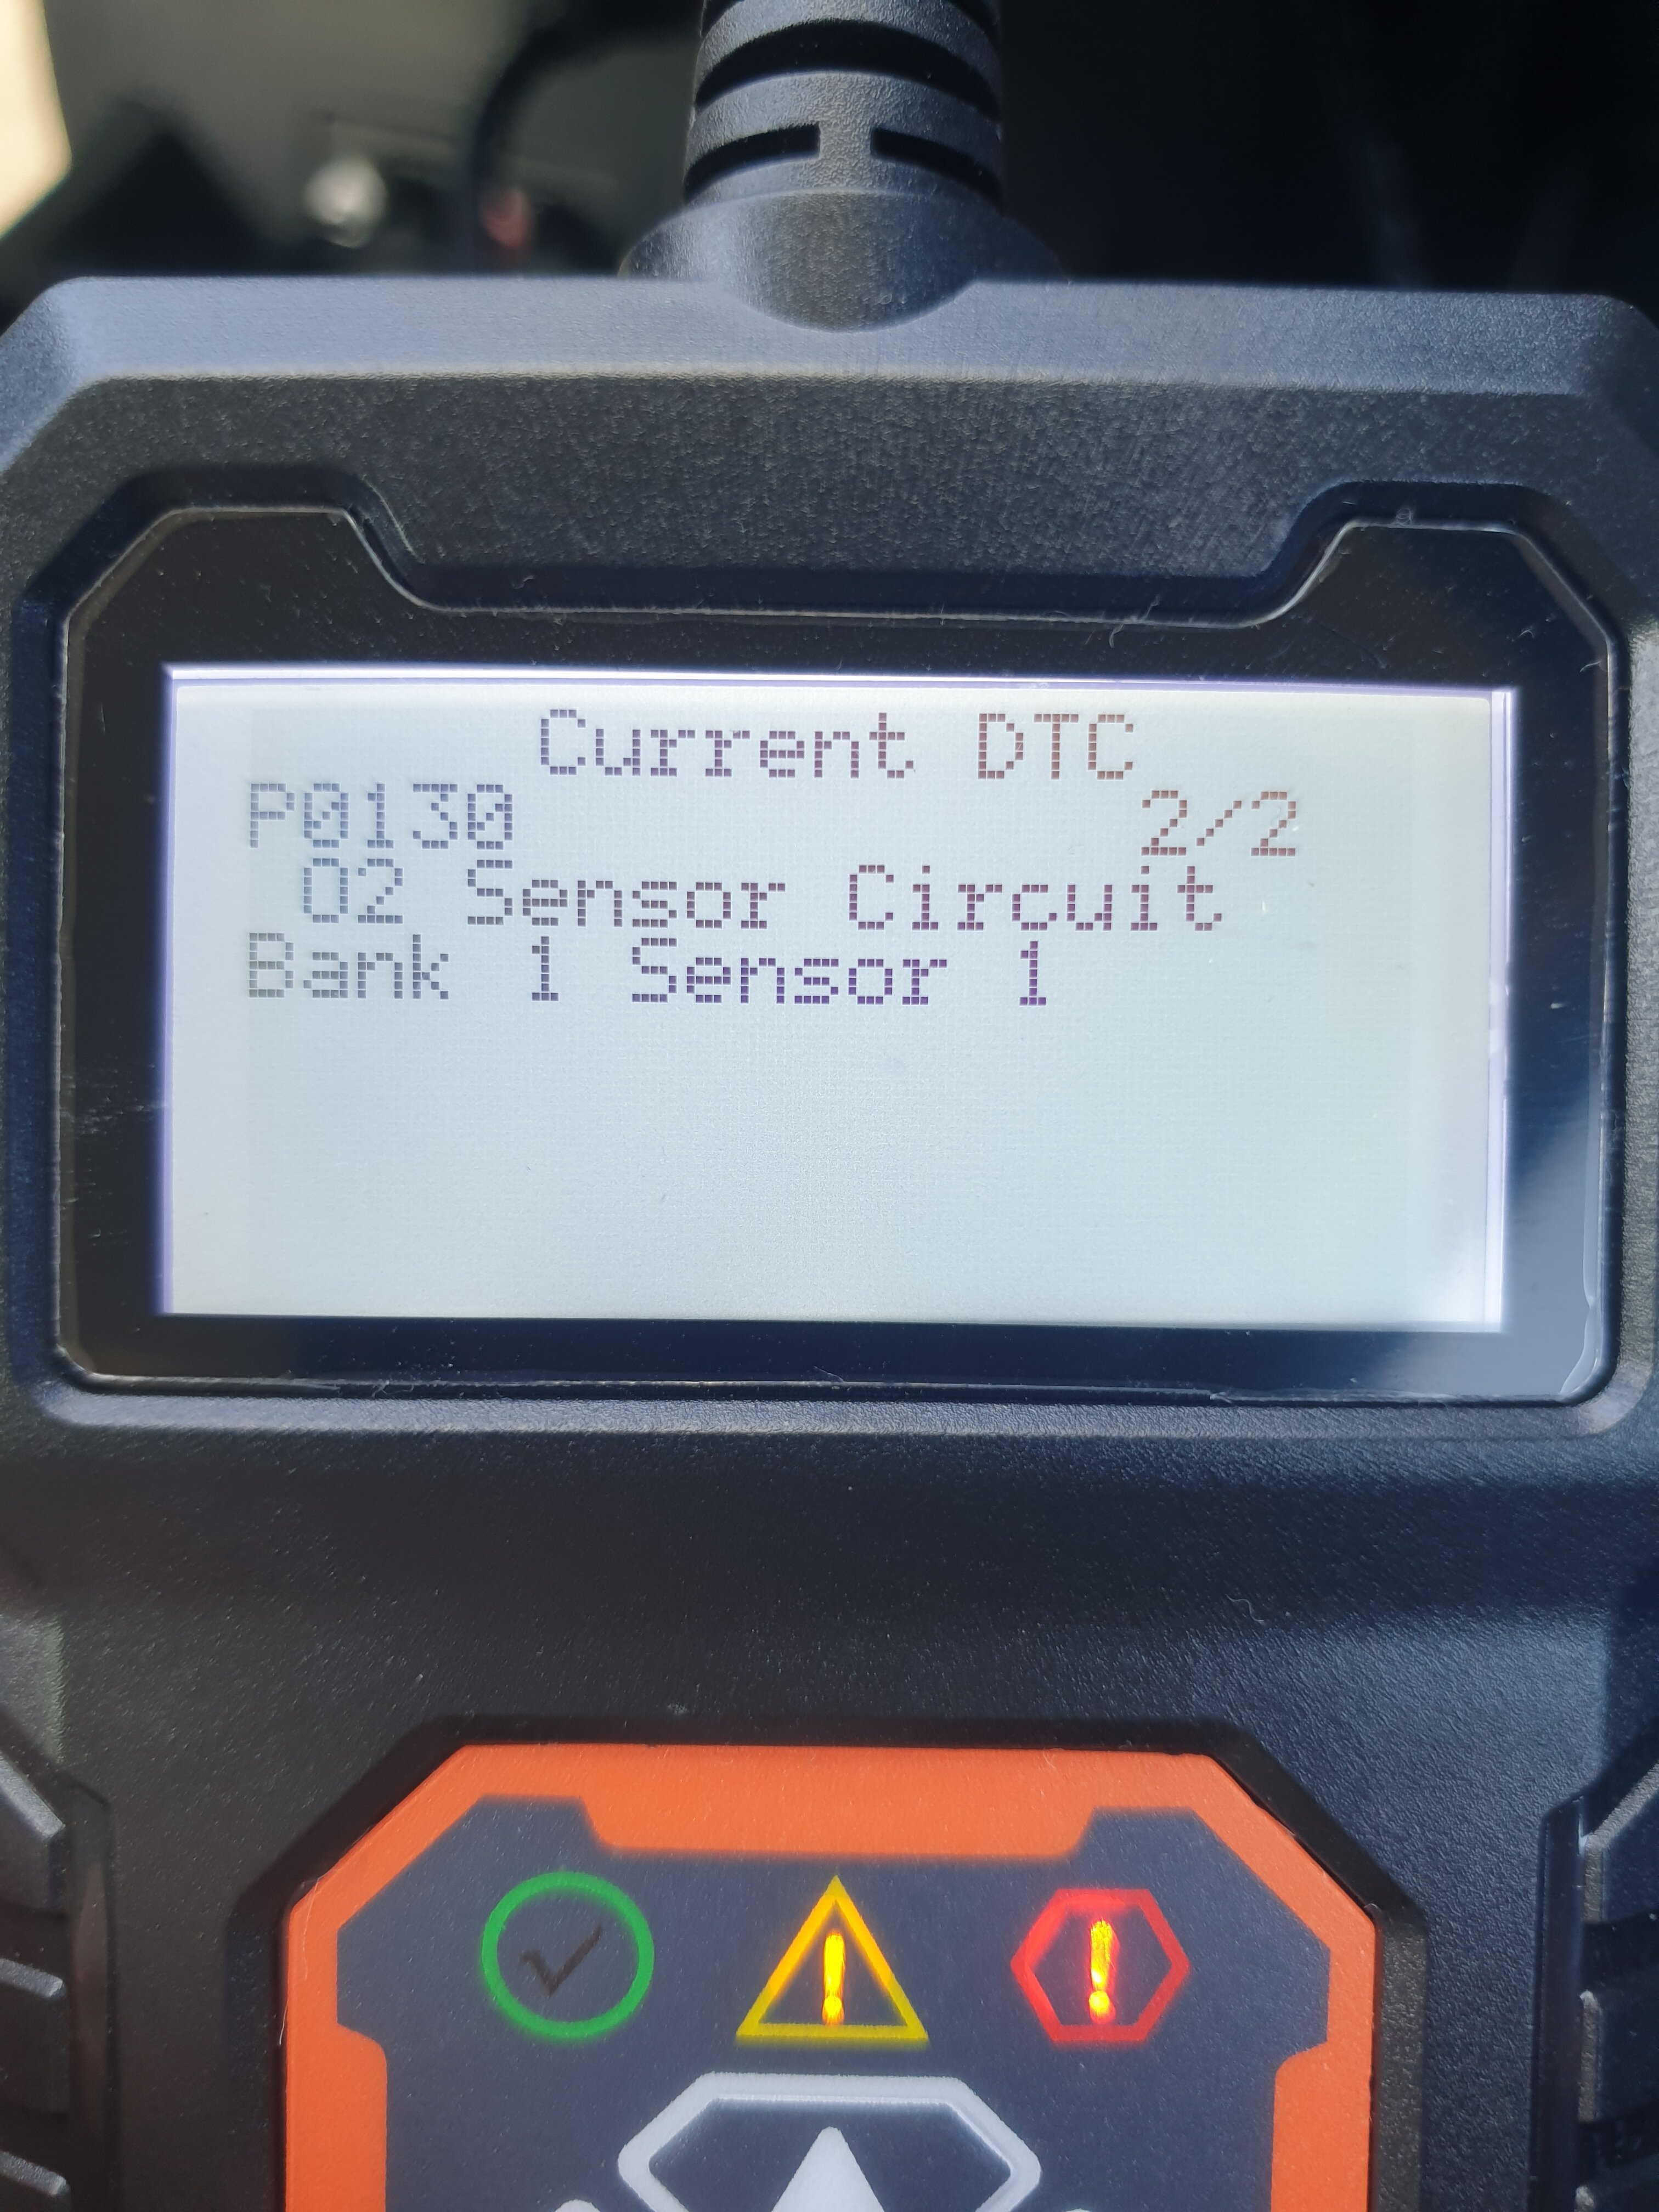 Current DTC
P0130 2/2
O2 Sensor Circuit
Bank 1 Sensor 1